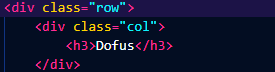 <div class="row">
<div class="col">
<h3>Dofus</h3>
</div>